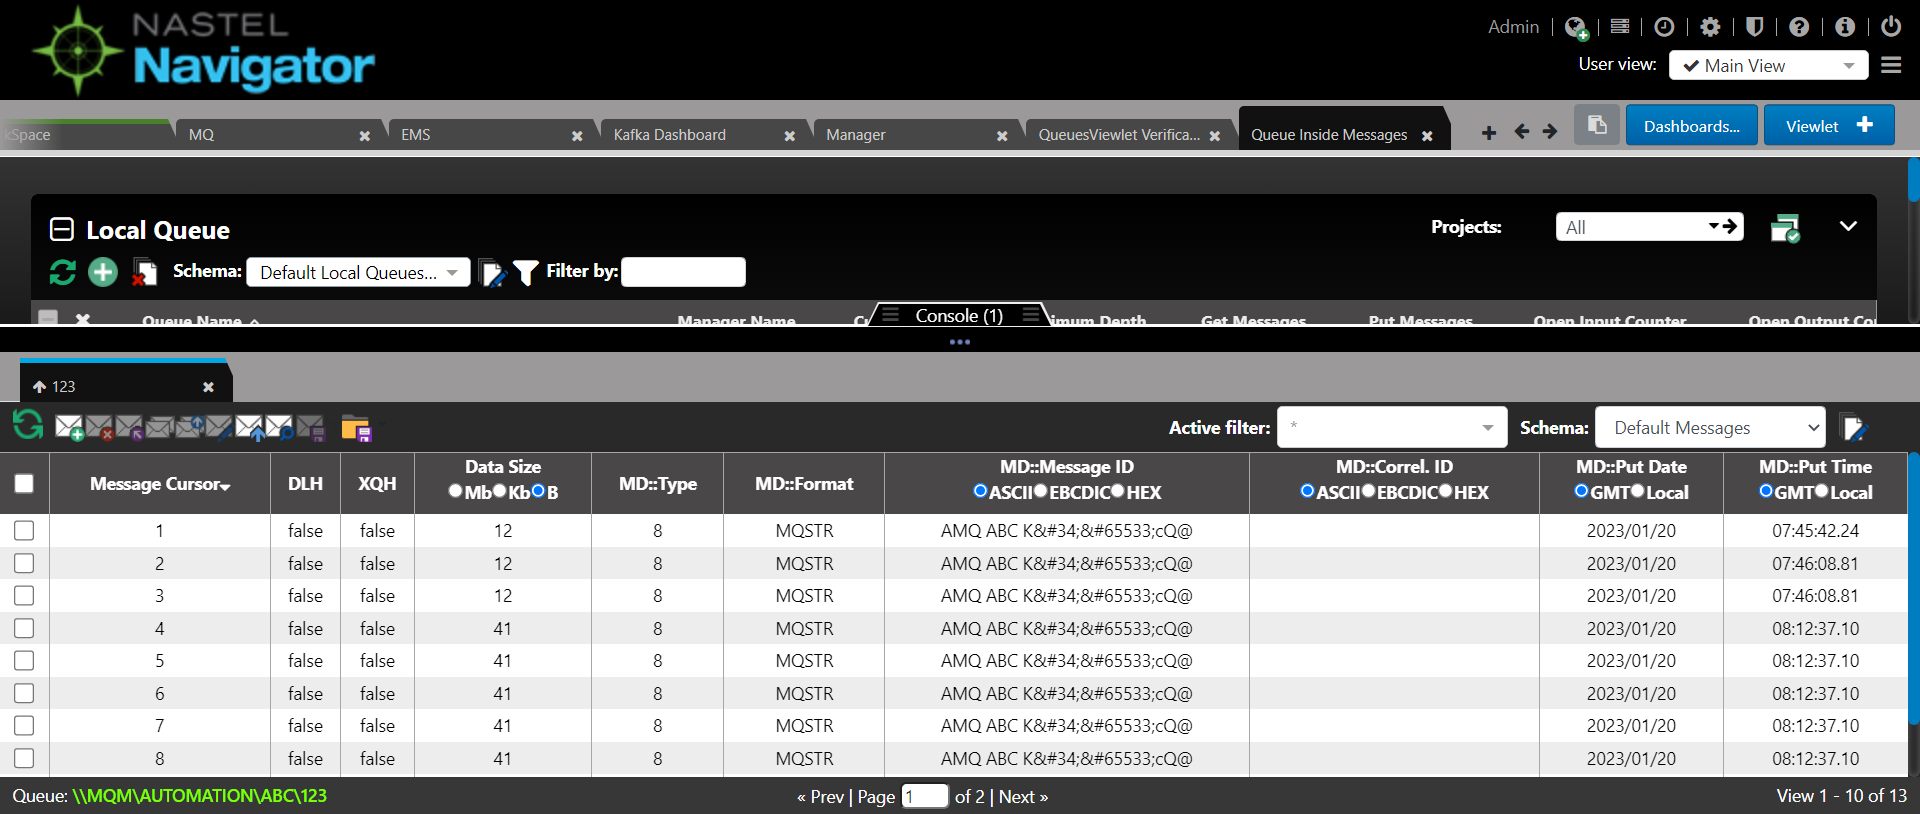 NASTEL
Navigator
Admin
User view: Main View
kSpace MQ EMS Kafka Dashboard Manager QueuesViewlet Verifica... Queue Inside Messages Dashboards... Viewlet
Local Queue Projects: All
Schema: Default Local Queues... Filter by:
Queue Name Manager Name Console (1) imum Depth Get Messages Put Messages Open Input Counter Open Output Co
123
Active filter: * Schema: Default Messages
Message Cursor DLH XQH Data Size MD::Type MD::Format MD::Message ID MD::Correl. ID MD::Put Date MD::Put Time
Mb Kb B ASCII EBCDIC HEX ASCII EBCDIC HEX GMT Local GMT Local
1 false false 12 8 MQSTR AMQ ABC K&#34;&#65533;cQ@ 2023/01/20 07:45:42.24
2 false false 12 8 MQSTR AMQ ABC K&#34;&#65533;cQ@ 2023/01/20 07:46:08.81
3 false false 12 8 MQSTR AMQ ABC K&#34;&#65533;cQ@ 2023/01/20 07:46:08.81
4 false false 41 8 MQSTR AMQ ABC K&#34;&#65533;cQ@ 2023/01/20 08:12:37.10
5 false false 41 8 MQSTR AMQ ABC K&#34;&#65533;cQ@ 2023/01/20 08:12:37.10
6 false false 41 8 MQSTR AMQ ABC K&#34;&#65533;cQ@ 2023/01/20 08:12:37.10
7 false false 41 8 MQSTR AMQ ABC K&#34;&#65533;cQ@ 2023/01/20 08:12:37.10
8 false false 41 8 MQSTR AMQ ABC K&#34;&#65533;cQ@ 2023/01/20 08:12:37.10
Queue: \\MQM\AUTOMATION\ABC\123 « Prev | Page 1 of 2 | Next » View 1 - 10 of 13